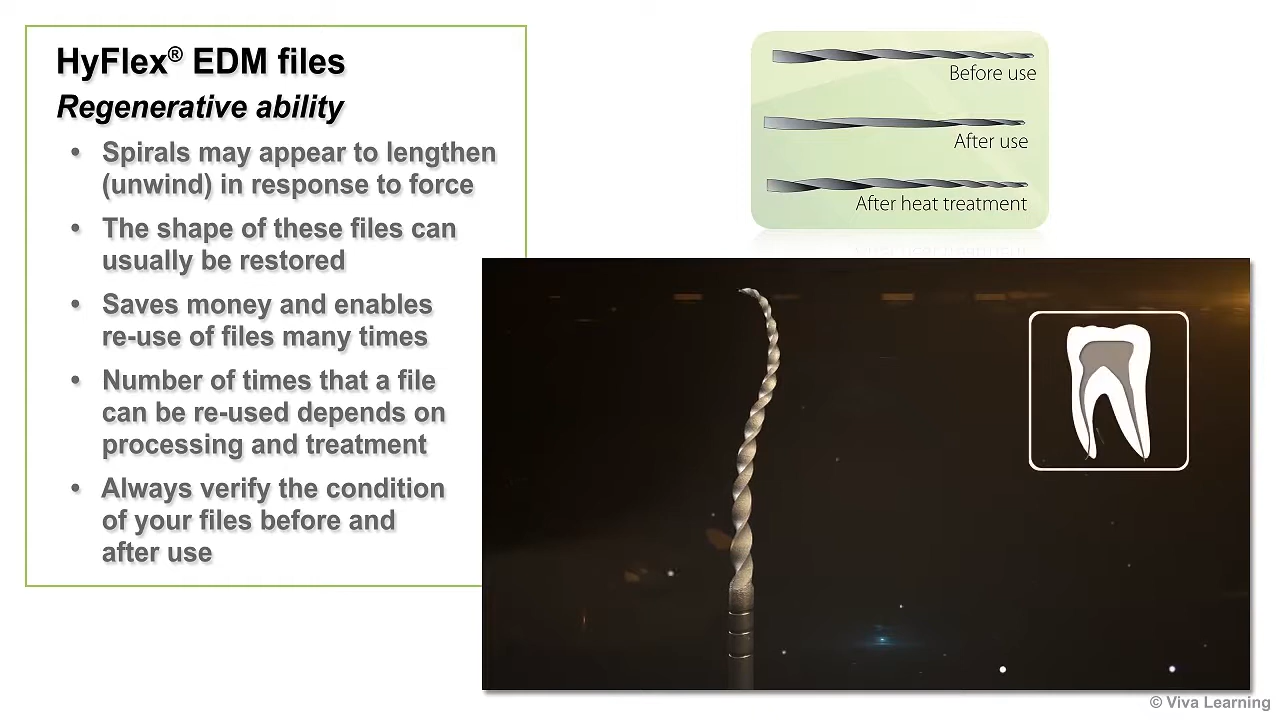 HyFlex® EDM files
Regenerative ability
• Spirals may appear to lengthen
(unwind) in response to force
• The shape of these files can
usually be restored
• Saves money and enables
re-use of files many times
• Number of times that a file
can be re-used depends on
processing and treatment
• Always verify the condition
of your files before and
after use
Before use
After use
After heat treatment
© Viva Learning